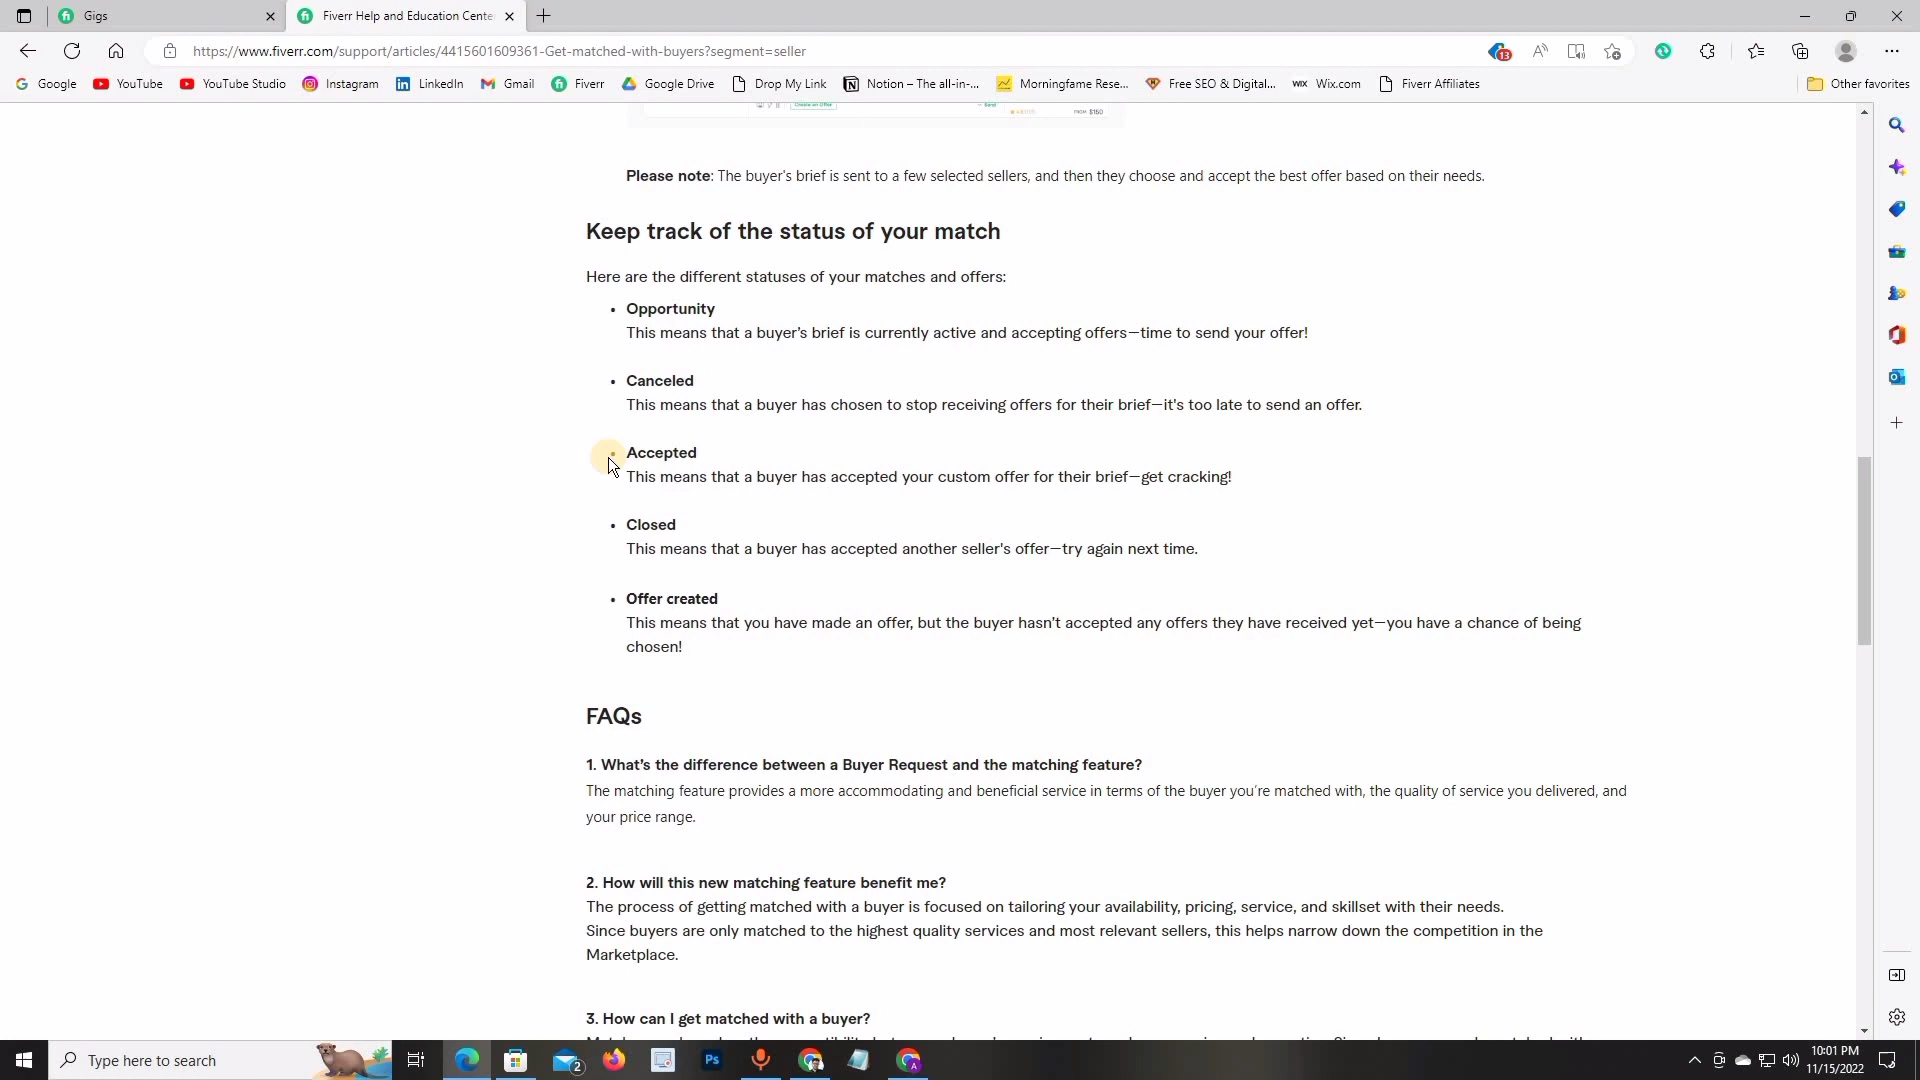 Gigs
Fiverr Help and Education Cente
https://www.fiverr.com/support/articles/4415601609361-Get-matched-with-buyers?segment=seller
13
Google YouTube YouTube Studio Instagram LinkedIn Gmail Fiverr Google Drive Drop My Link Notion – The all-in-... Morningfame Rese... Free SEO & Digital... WIX Wix.com Fiverr Affiliates Other favorites
Create an Offer Send FROM $150
Please note: The buyer's brief is sent to a few selected sellers, and then they choose and accept the best offer based on their needs.
Keep track of the status of your match
Here are the different statuses of your matches and offers:
• Opportunity
This means that a buyer’s brief is currently active and accepting offers—time to send your offer!
• Canceled
This means that a buyer has chosen to stop receiving offers for their brief—it's too late to send an offer.
• Accepted
This means that a buyer has accepted your custom offer for their brief—get cracking!
• Closed
This means that a buyer has accepted another seller's offer—try again next time.
• Offer created
This means that you have made an offer, but the buyer hasn’t accepted any offers they have received yet—you have a chance of being
chosen!
FAQs
1. What’s the difference between a Buyer Request and the matching feature?
The matching feature provides a more accommodating and beneficial service in terms of the buyer you’re matched with, the quality of service you delivered, and
your price range.
2. How will this new matching feature benefit me?
The process of getting matched with a buyer is focused on tailoring your availability, pricing, service, and skillset with their needs.
Since buyers are only matched to the highest quality services and most relevant sellers, this helps narrow down the competition in the
Marketplace.
3. How can I get matched with a buyer?
Type here to search
2
Ps
A
10:01 PM
11/15/2022